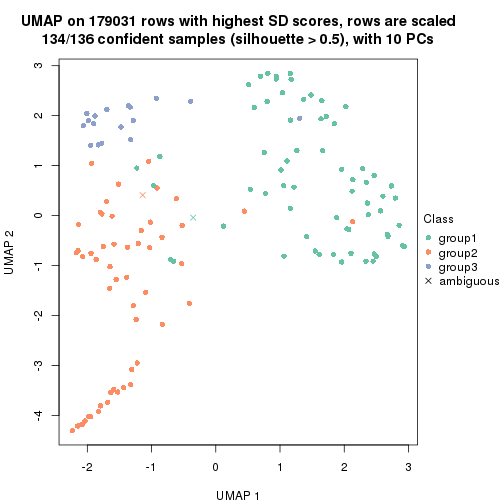 UMAP on 179031 rows with highest SD scores, rows are scaled
134/136 confident samples (silhouette > 0.5), with 10 PCs
3
2
1
0
-1
-2
-3
-4
UMAP 2
-2
-1
0
1
2
3
UMAP 1
Class
group1
group2
group3
ambiguous